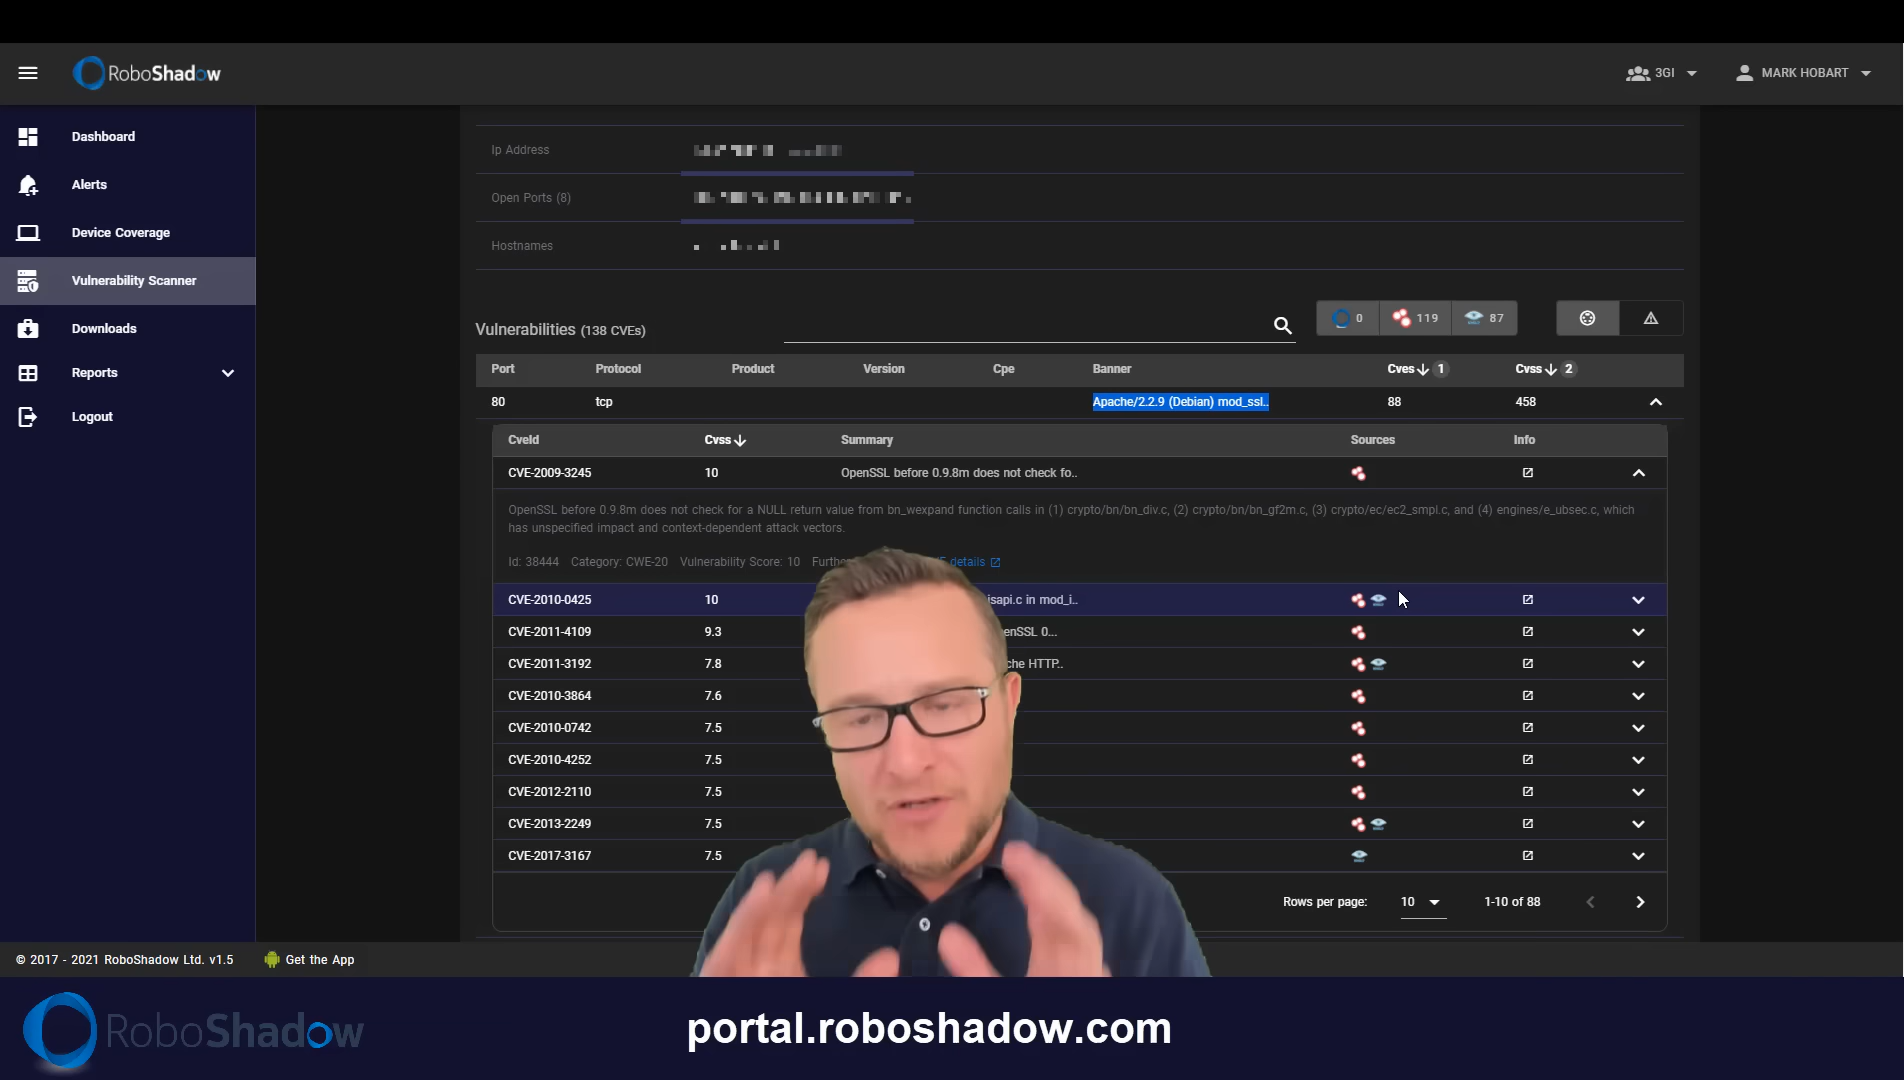 RoboShadow
3GI
MARK HOBART
Dashboard
Alerts
Device Coverage
Vulnerability Scanner
Downloads
Reports
Logout
Ip Address
Open Ports (8)
Hostnames
Vulnerabilities (138 CVEs)
0 119 87
Port Protocol Product Version Cpe Banner Cves 1 Cvss 2
80 tcp Apache/2.2.9 (Debian) mod_ssl.. 88 458
CveId Cvss Summary Sources Info
CVE-2009-3245 10 OpenSSL before 0.9.8m does not check fo..
OpenSSL before 0.9.8m does not check for a NULL return value from bn_wexpand function calls in (1) crypto/bn/bn_div.c, (2) crypto/bn/bn_gf2m.c, (3) crypto/ec/ec2_smpl.c, and (4) engines/e_ubsec.c, which
has unspecified impact and context-dependent attack vectors.
Id: 38444 Category: CWE-20 Vulnerability Score: 10 details
CVE-2010-0425 10 isapi.c in mod_i..
CVE-2011-4109 9.3 0...
CVE-2011-3192 7.8 HTTP..
CVE-2010-3864 7.6
CVE-2010-0742 7.5
CVE-2010-4252 7.5
CVE-2012-2110 7.5
CVE-2013-2249 7.5
CVE-2017-3167 7.5
Rows per page: 10 1-10 of 88
© 2017 - 2021 RoboShadow Ltd. v1.5 Get the App
RoboShadow
portal.roboshadow.com